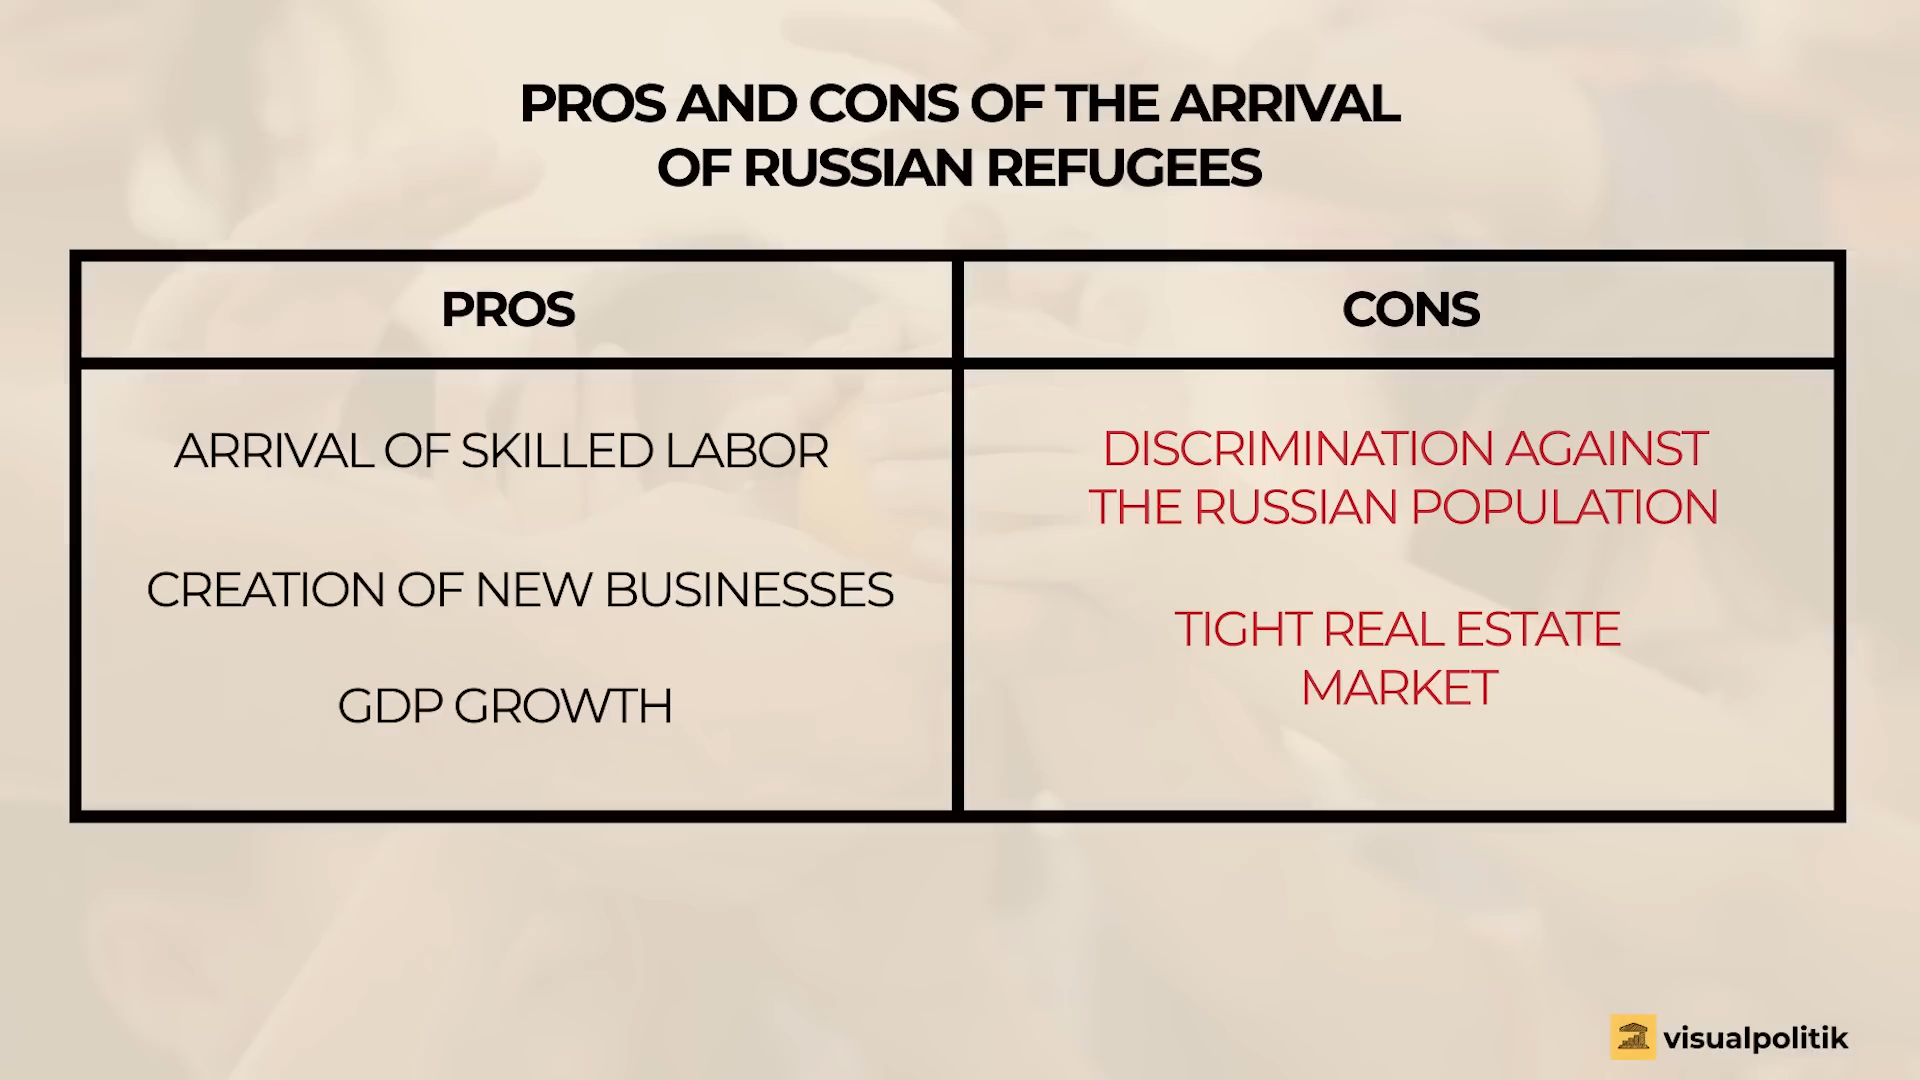 PROS AND CONS OF THE ARRIVAL
OF RUSSIAN REFUGEES
PROS
CONS
ARRIVAL OF SKILLED LABOR
CREATION OF NEW BUSINESSES
GDP GROWTH
DISCRIMINATION AGAINST
THE RUSSIAN POPULATION
TIGHT REAL ESTATE
MARKET
visualpolitik